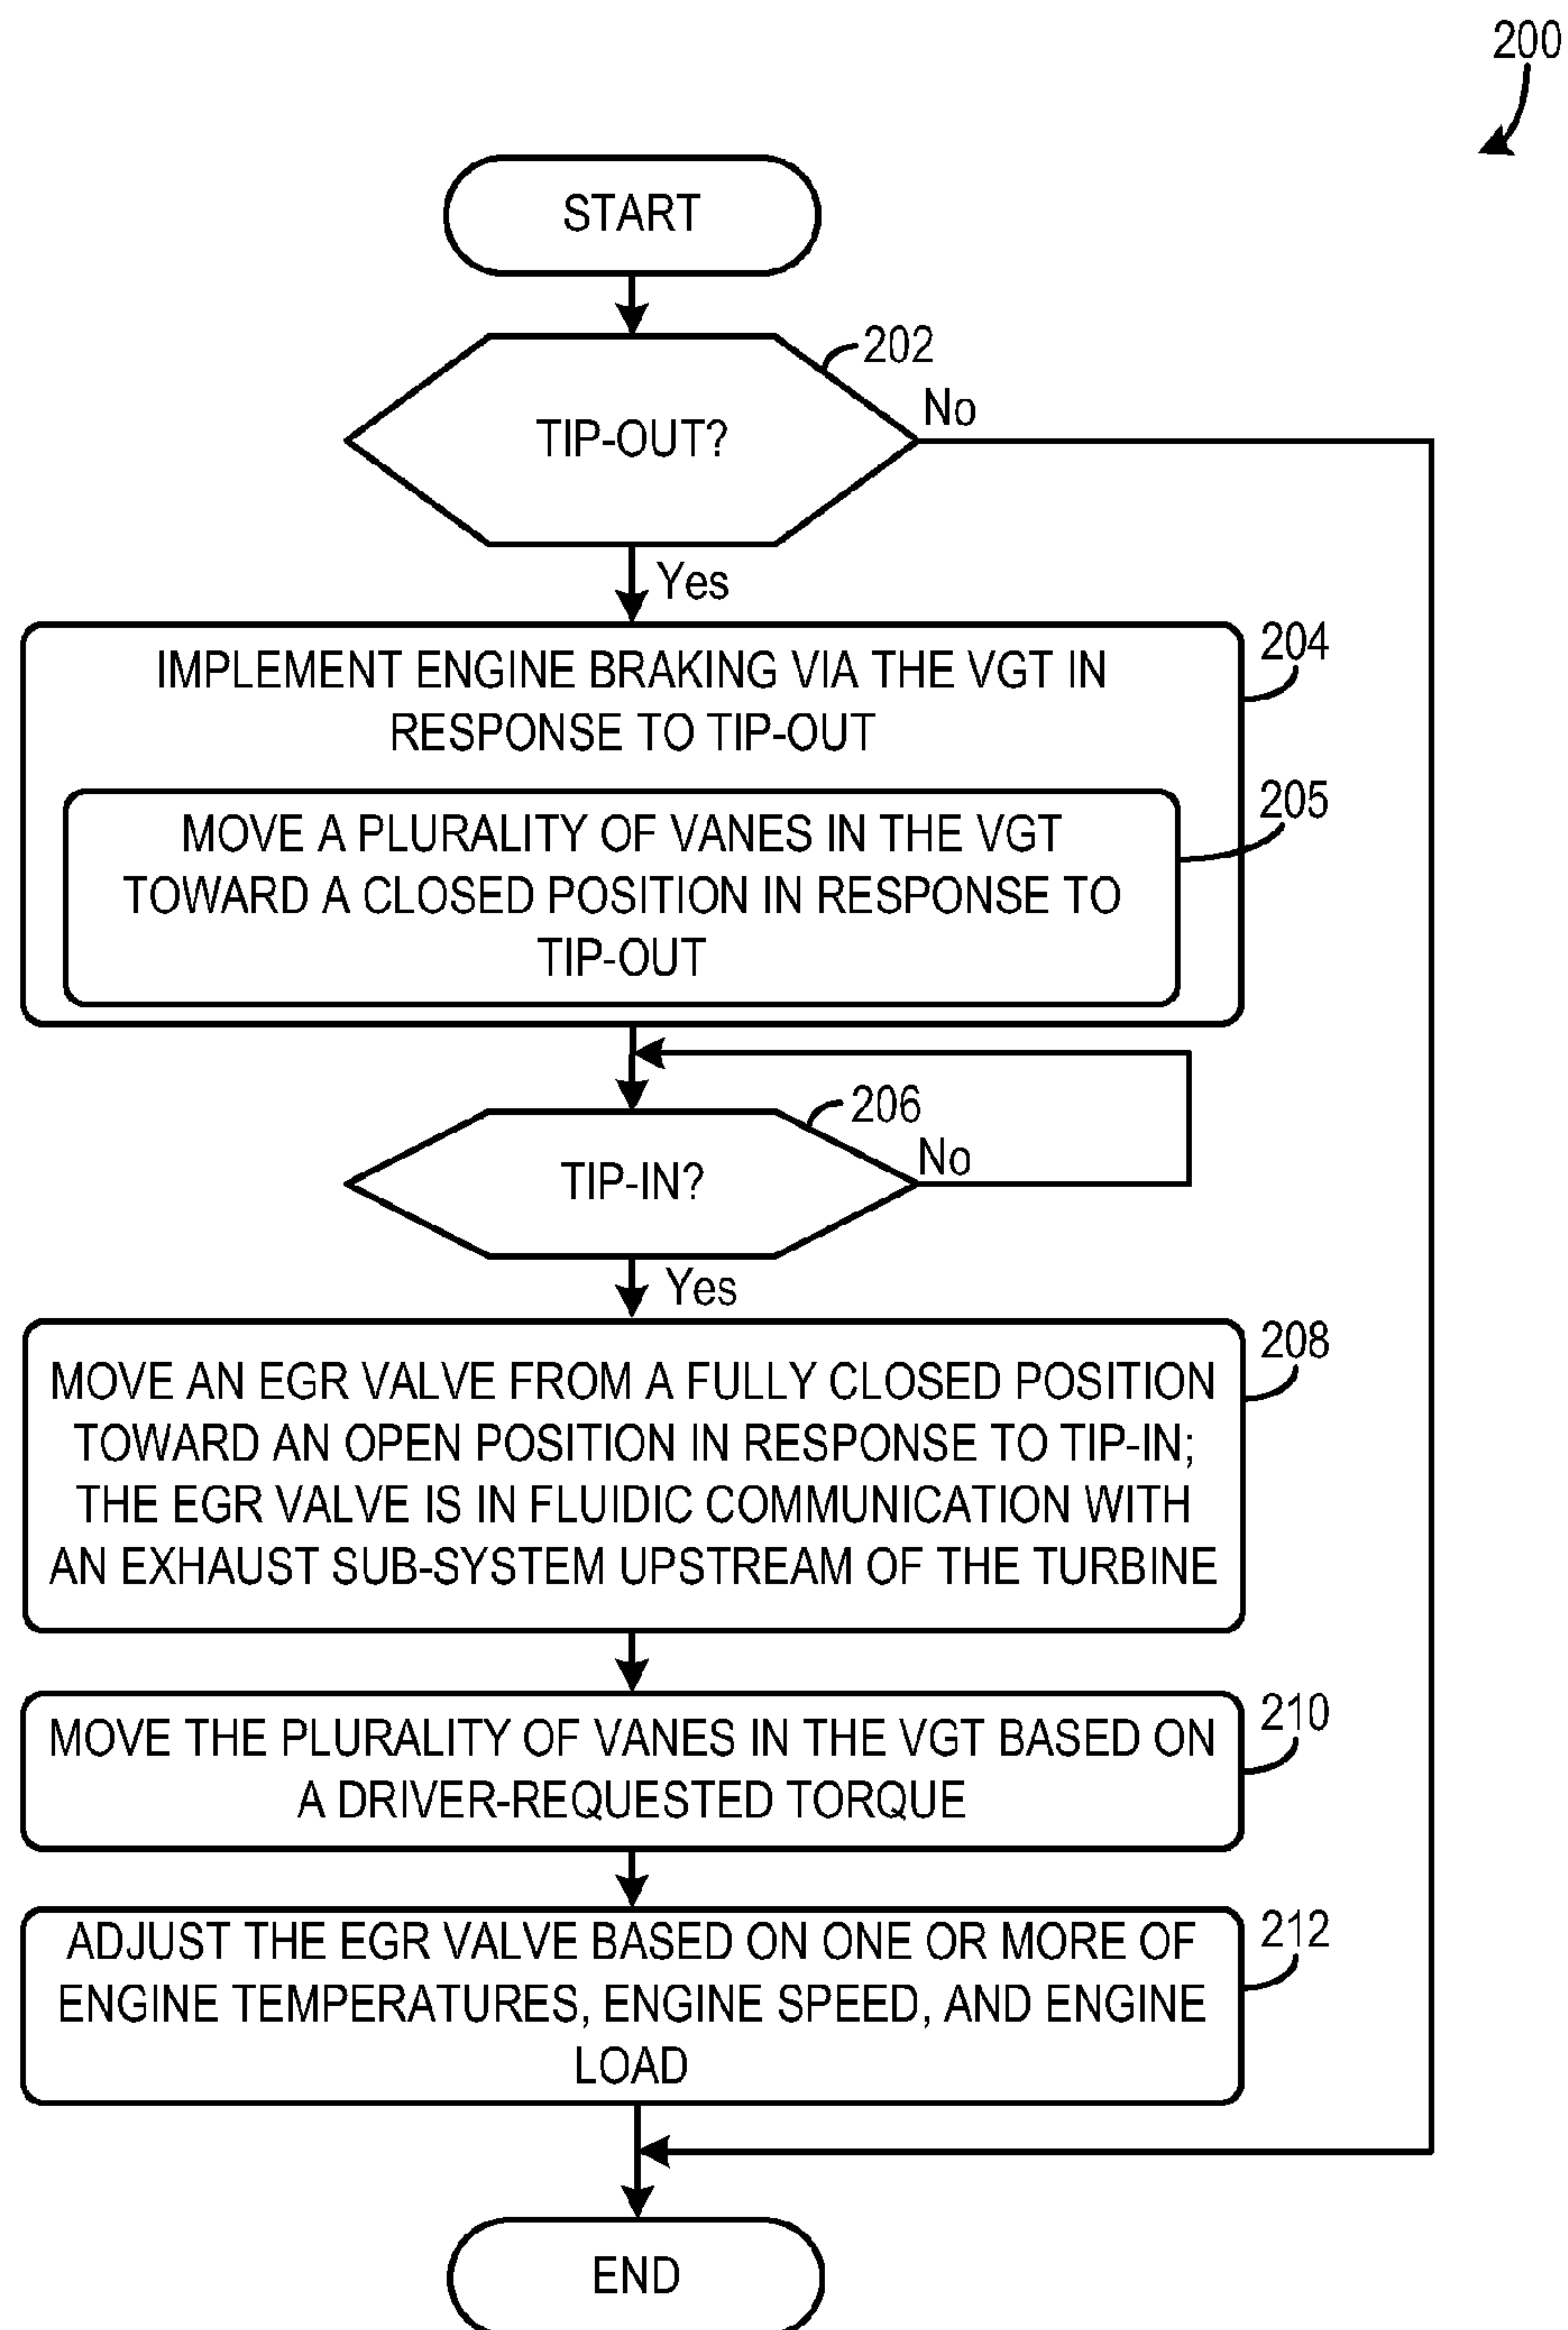 200
START
202
TIP-OUT?
No
Yes
204
IMPLEMENT ENGINE BRAKING VIA THE VGT IN
RESPONSE TO TIP-OUT
205
MOVE A PLURALITY OF VANES IN THE VGT
TOWARD A CLOSED POSITION IN RESPONSE TO
TIP-OUT
206
TIP-IN?
No
Yes
208
MOVE AN EGR VALVE FROM A FULLY CLOSED POSITION
TOWARD AN OPEN POSITION IN RESPONSE TO TIP-IN;
THE EGR VALVE IS IN FLUIDIC COMMUNICATION WITH
AN EXHAUST SUB-SYSTEM UPSTREAM OF THE TURBINE
210
MOVE THE PLURALITY OF VANES IN THE VGT BASED ON
A DRIVER-REQUESTED TORQUE
212
ADJUST THE EGR VALVE BASED ON ONE OR MORE OF
ENGINE TEMPERATURES, ENGINE SPEED, AND ENGINE
LOAD
END